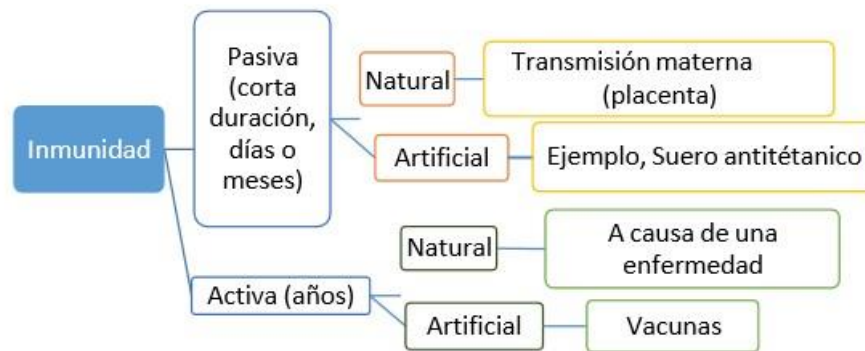 Inmunidad
Pasiva
(corta
duración,
días o
meses)
Natural
Transmisión materna
(placenta)
Artificial
Ejemplo, Suero antitétanico
Activa (años)
Natural
A causa de una
enfermedad
Artificial
Vacunas